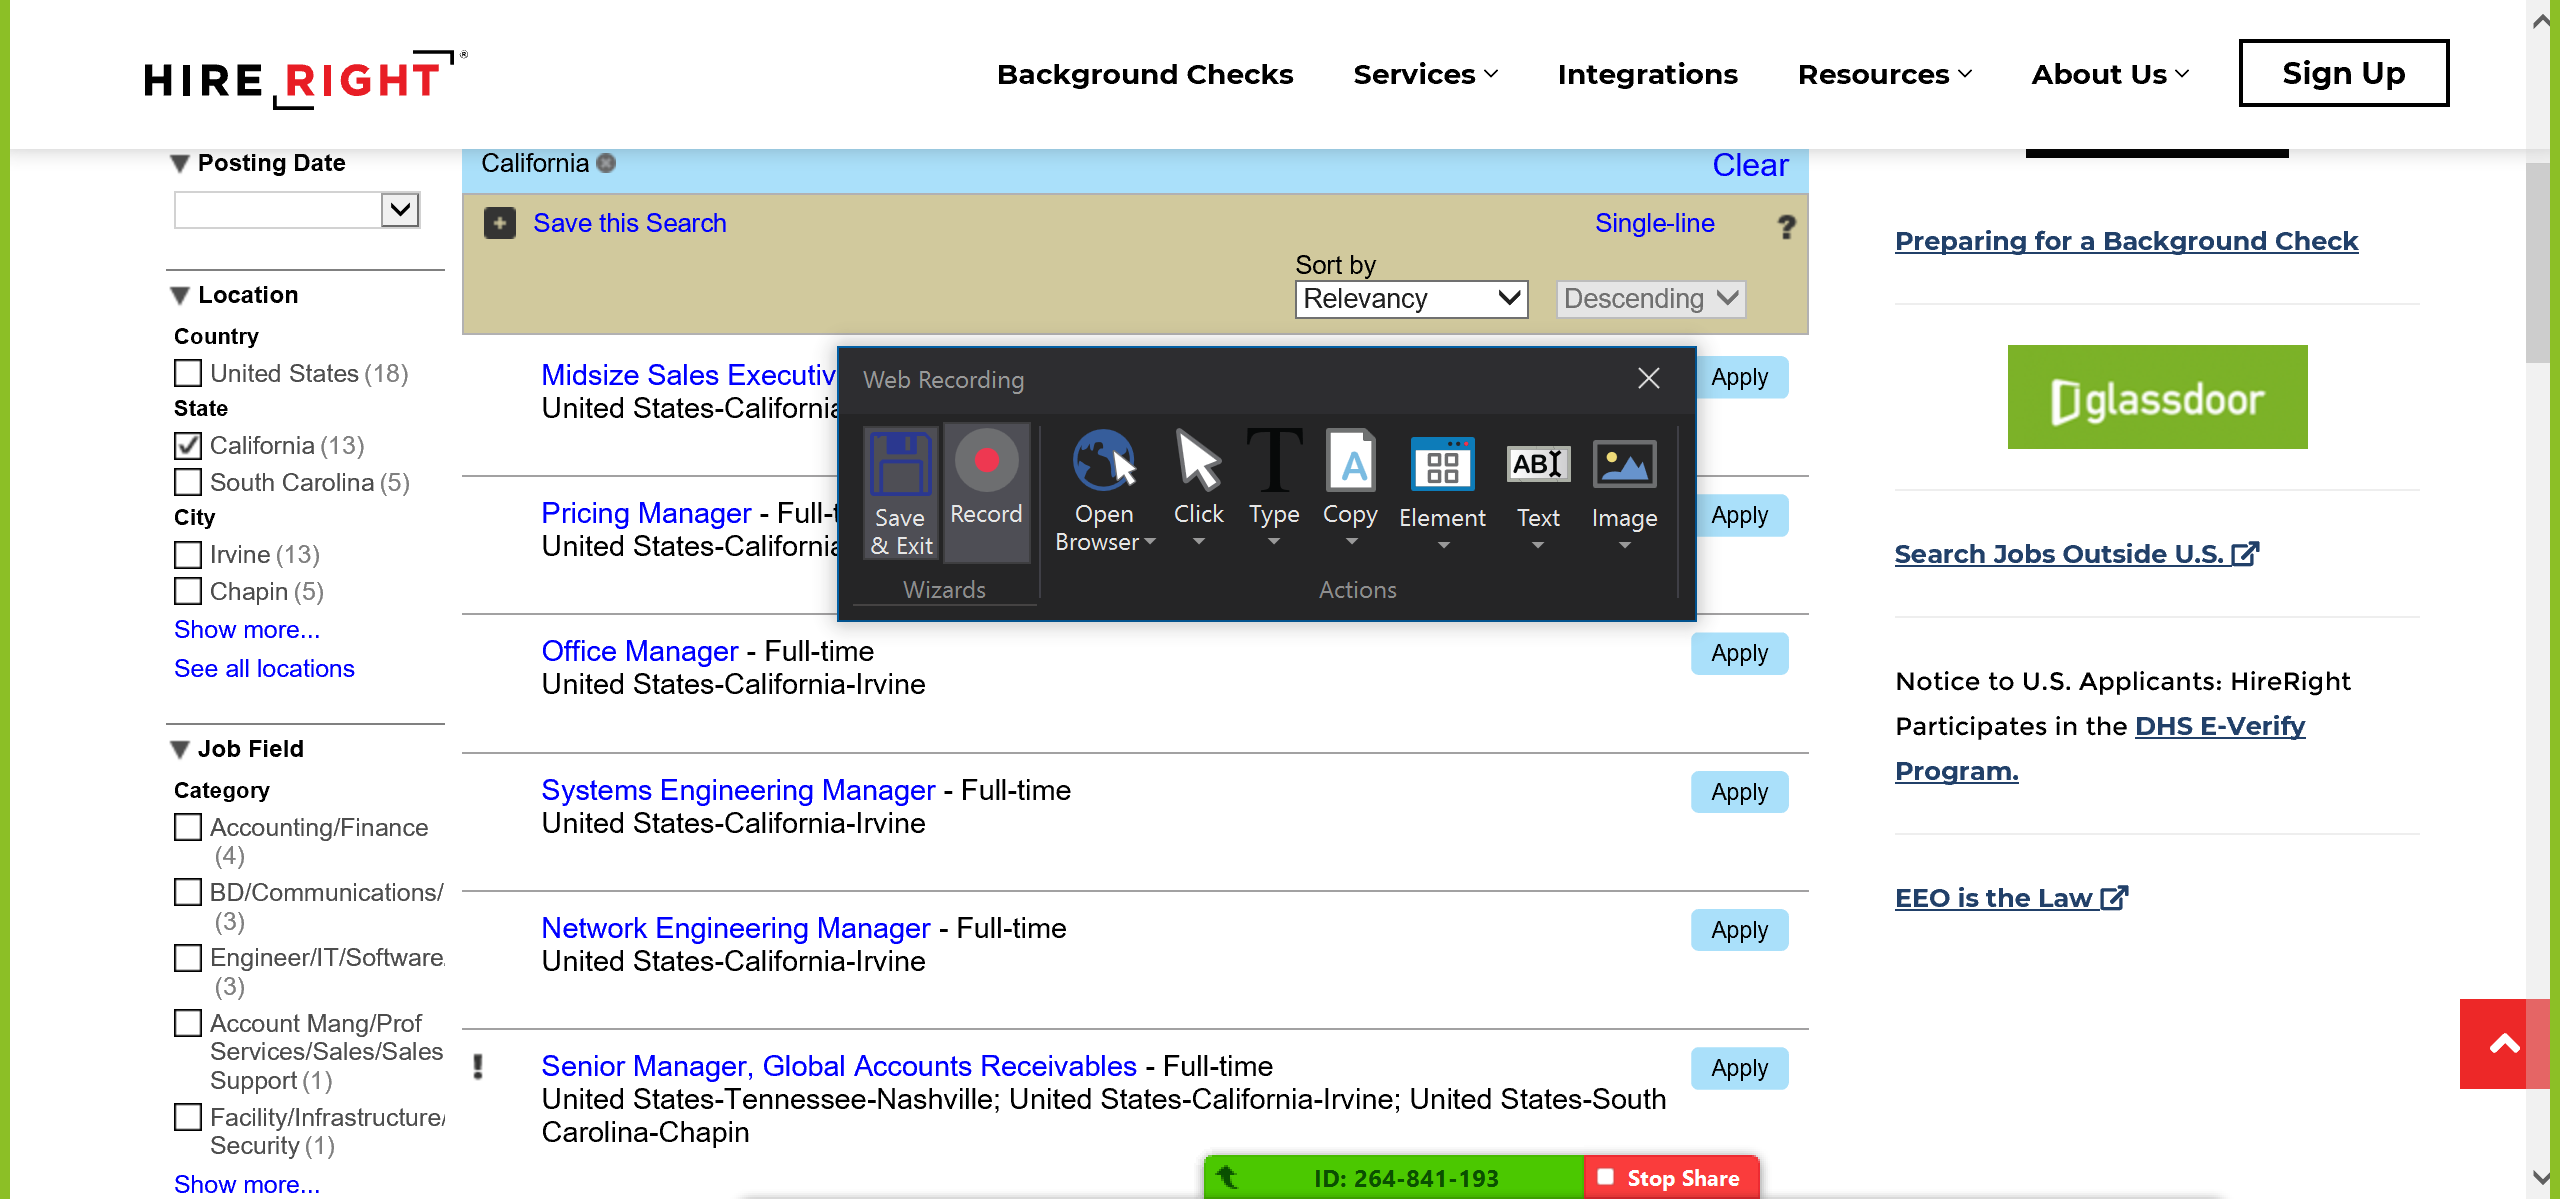 HIRE RIGHT ®
Background Checks
Services
Integrations
Resources
About Us
Sign Up
Posting Date
Location
Country
United States (18)
State
California (13)
South Carolina (5)
City
Irvine (13)
Chapin (5)
Show more...
See all locations
Job Field
Category
Accounting/Finance
(4)
BD/Communications/
(3)
Engineer/IT/Software
(3)
Account Mang/Prof
Services/Sales/Sales
Support (1)
Facility/Infrastructure/
Security (1)
Show more...
California
Clear
Save this Search
Single-line
?
Sort by
Relevancy
Descending
Midsize Sales Executiv
United States-California
Apply
Pricing Manager - Full-t
United States-California
Apply
Web Recording
Save
& Exit
Record
Wizards
Open
Browser
Click
Type
Copy
Element
ABI
Text
Image
Actions
Office Manager - Full-time
United States-California-Irvine
Apply
Systems Engineering Manager - Full-time
United States-California-Irvine
Apply
Network Engineering Manager - Full-time
United States-California-Irvine
Apply
Senior Manager, Global Accounts Receivables - Full-time
United States-Tennessee-Nashville; United States-California-Irvine; United States-South
Carolina-Chapin
Apply
Preparing for a Background Check
glassdoor
Search Jobs Outside U.S.
Notice to U.S. Applicants: HireRight
Participates in the DHS E-Verify
Program.
EEO is the Law
ID: 264-841-193
Stop Share